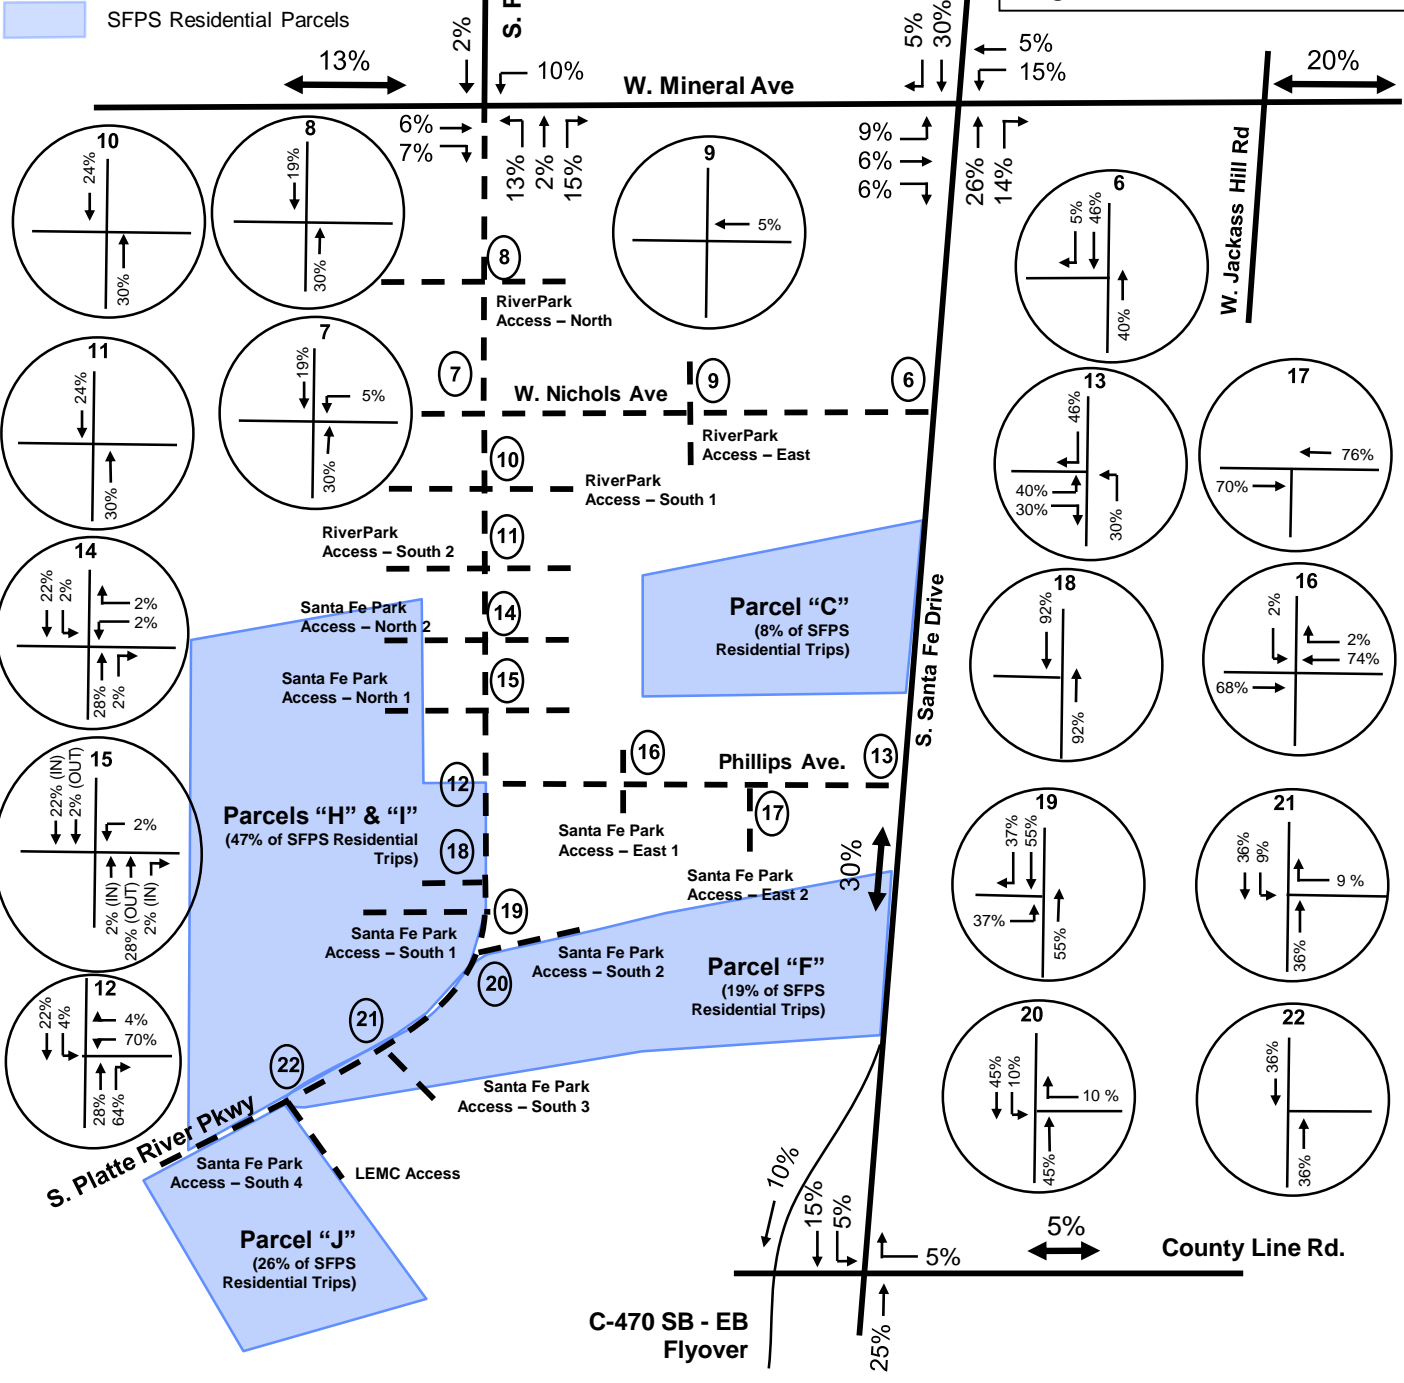 SFPS Residential Parcels
2%
5%
30%
5%
15%
10%
13%
20%
W. Mineral Ave
6%
7%
13%
2%
15%
9%
6%
6%
26%
14%
W. Jackass Hill Rd
10
24%
30%
8
19%
30%
9
5%
6
5%
46%
40%
8
RiverPark
Access – North
11
24%
30%
7
19%
5%
30%
7
W. Nichols Ave
9
6
RiverPark
Access – East
10
RiverPark
Access – South 1
RiverPark
Access – South 2
11
13
46%
40%
30%
30%
17
76%
70%
14
22%
2%
2%
2%
28%
2%
Santa Fe Park
Access – North 2
14
Santa Fe Park
Access – North 1
15
Parcel “C”
(8% of SFPS
Residential Trips)
S. Santa Fe Drive
18
92%
92%
16
2%
2%
74%
68%
15
22% (IN)
2% (OUT)
2%
2% (IN)
28% (OUT)
2% (IN)
12
16
Phillips Ave.
13
Santa Fe Park
Access – East 1
17
Santa Fe Park
Access – East 2
30%
Parcels “H” & “I”
(47% of SFPS Residential
Trips)
18
19
Santa Fe Park
Access – South 1
Santa Fe Park
Access – South 2
20
Parcel “F”
(19% of SFPS
Residential Trips)
19
37%
55%
37%
55%
21
36%
9%
9 %
36%
12
22%
4%
4%
70%
28%
64%
21
22
Santa Fe Park
Access – South 3
S. Platte River Pkwy
Santa Fe Park
Access – South 4
LEMC Access
Parcel “J”
(26% of SFPS
Residential Trips)
20
45%
10%
10 %
45%
22
36%
36%
10%
15%
5%
5%
25%
5%
County Line Rd.
C-470 SB - EB
Flyover